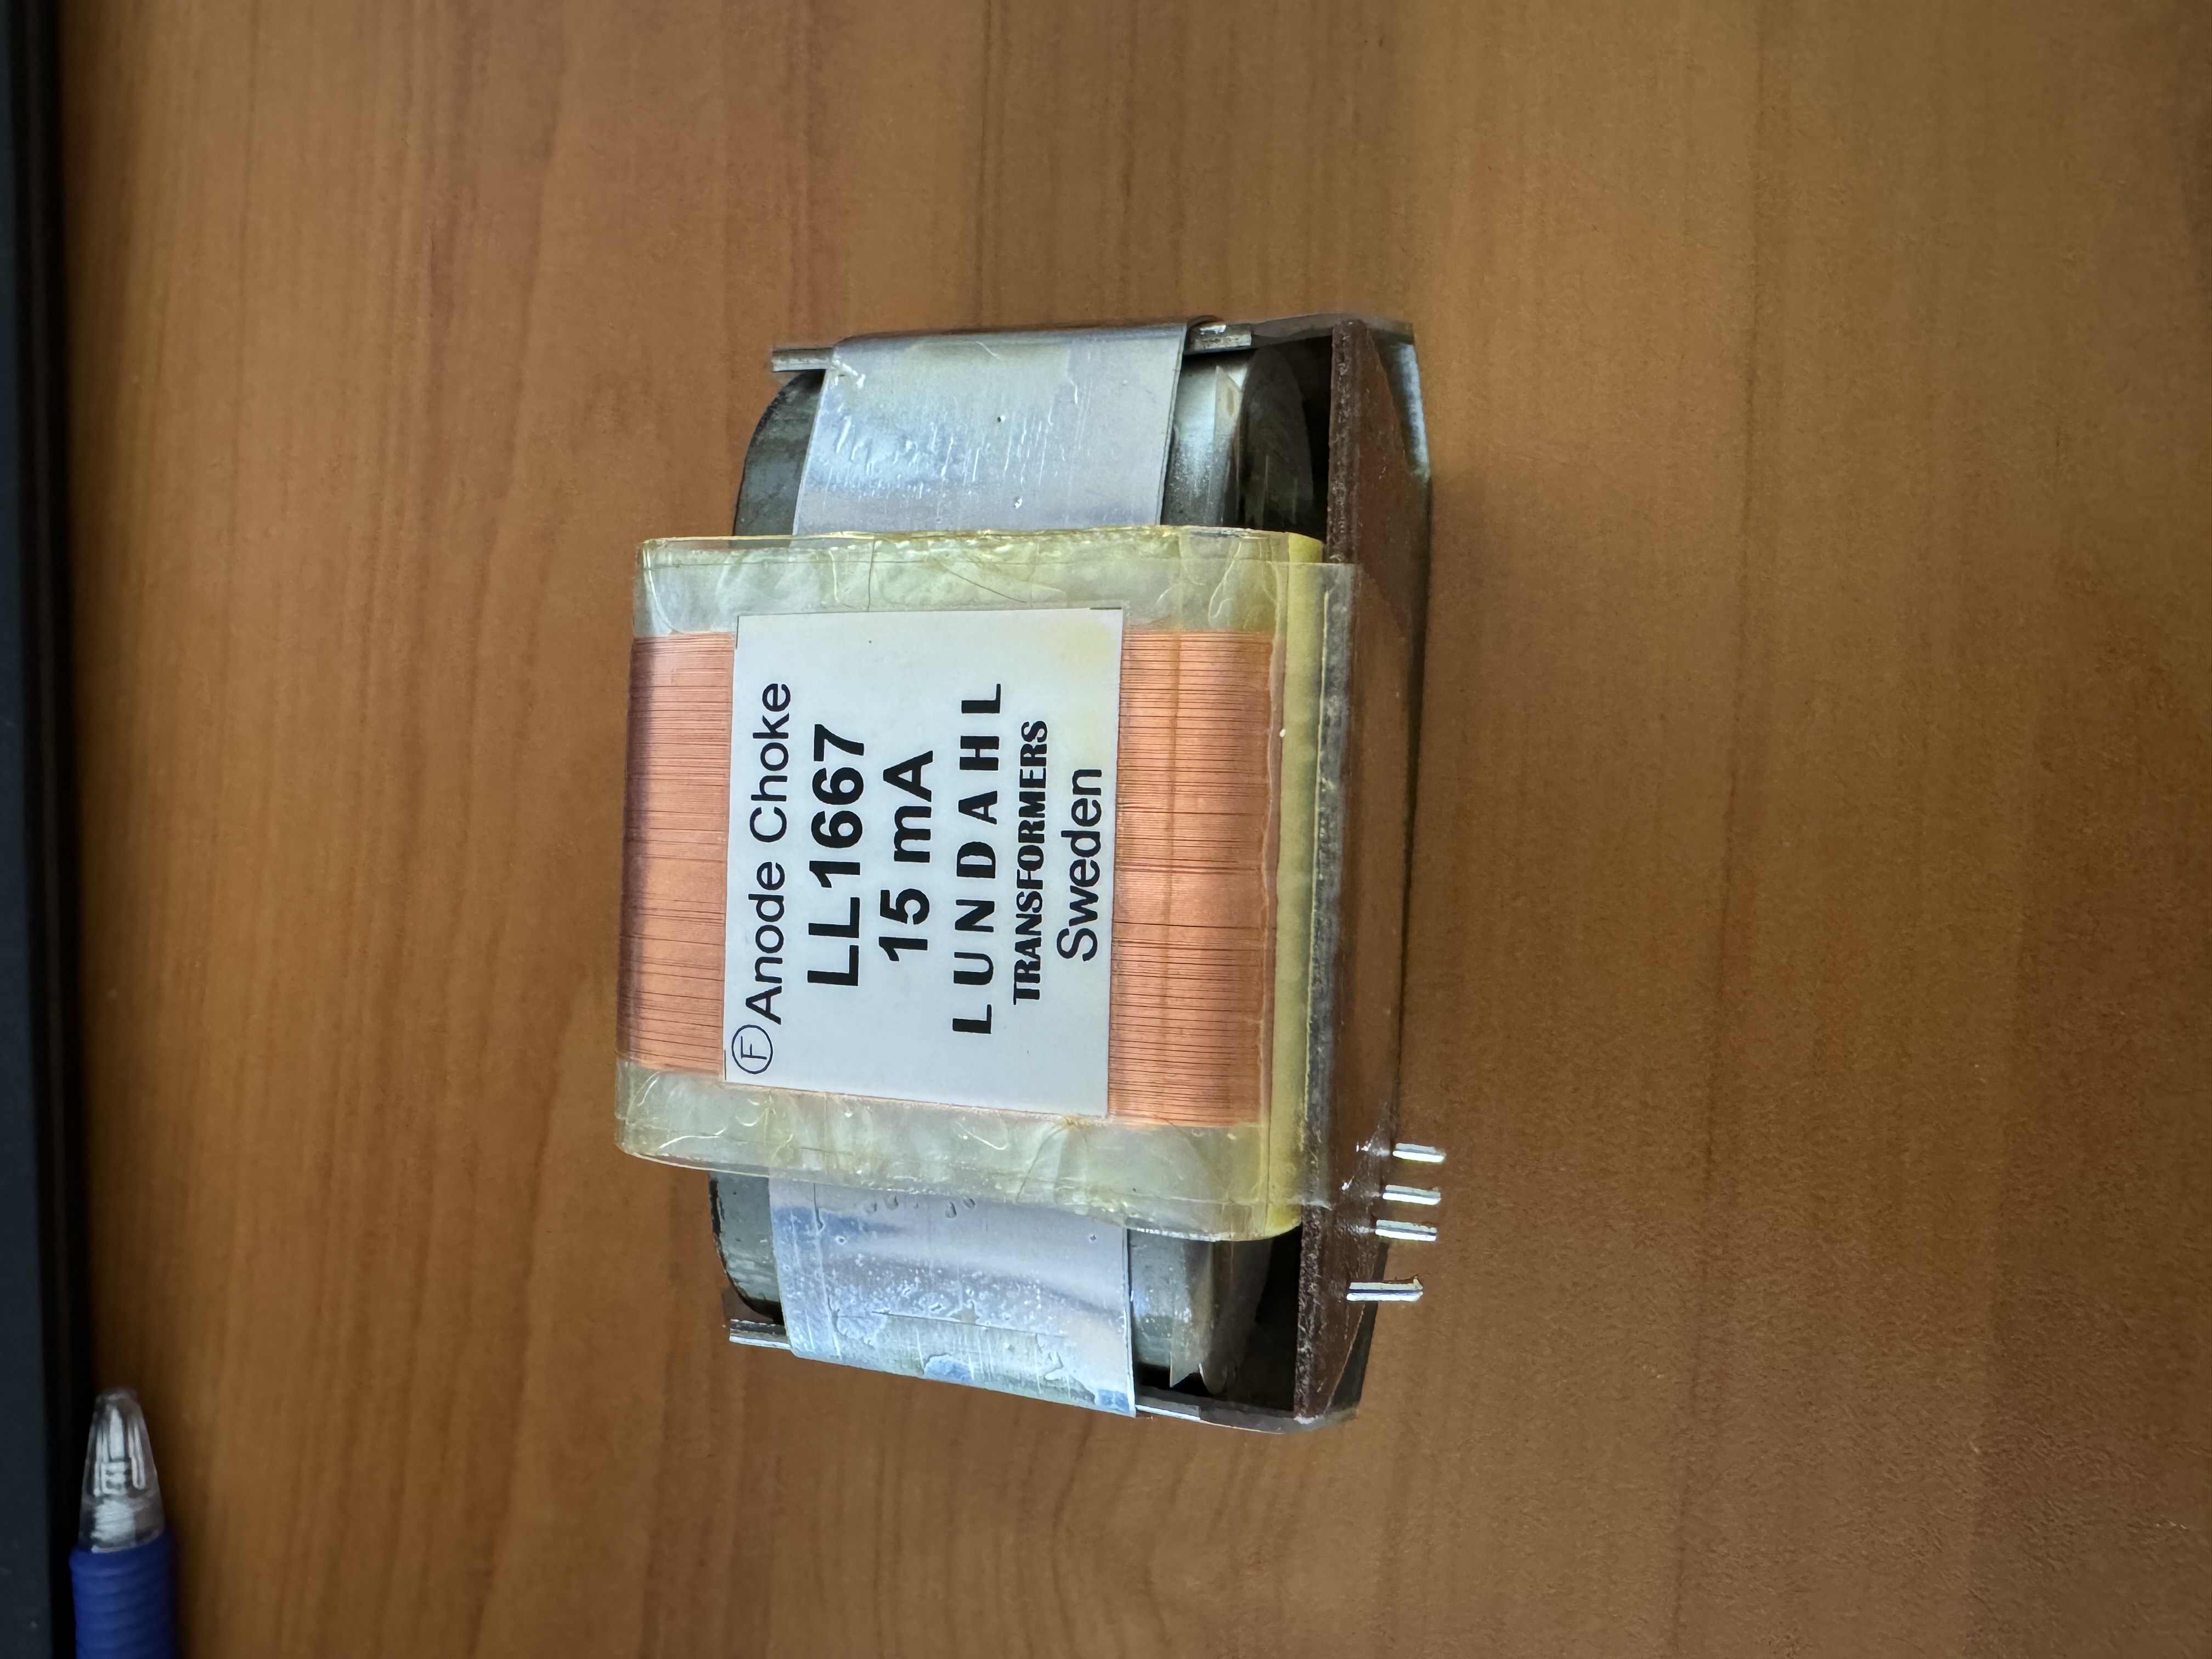 Ⓕ Anode Choke
LL1667
15 mA
LUNDAHL
TRANSFORMERS
Sweden